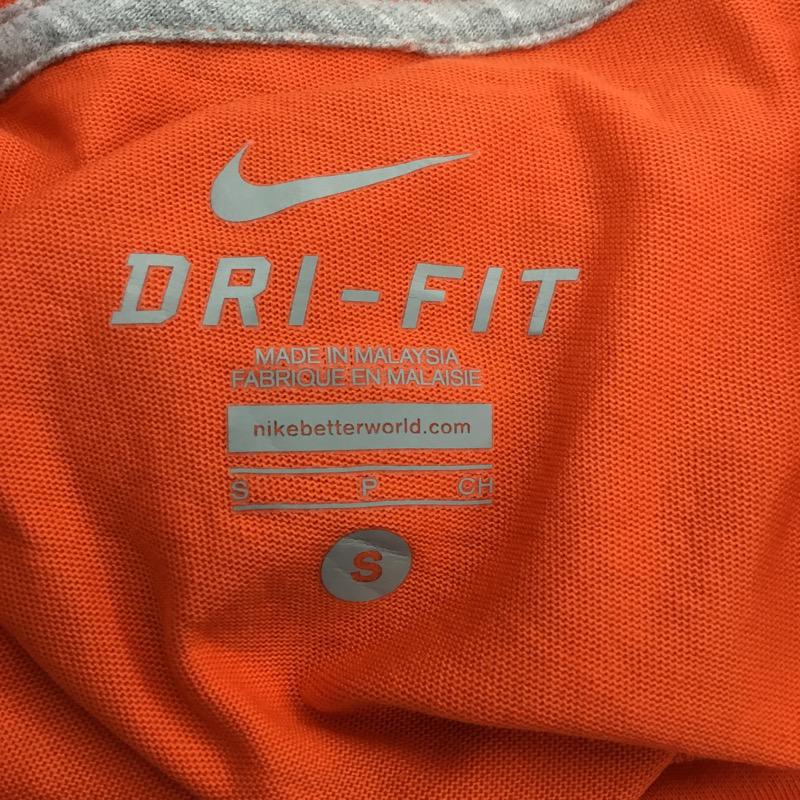 DRI-FIT
MADE IN MALAYSIA
FABRIQUE EN MALAISIE
nikebetterworld.com
S P CH
S